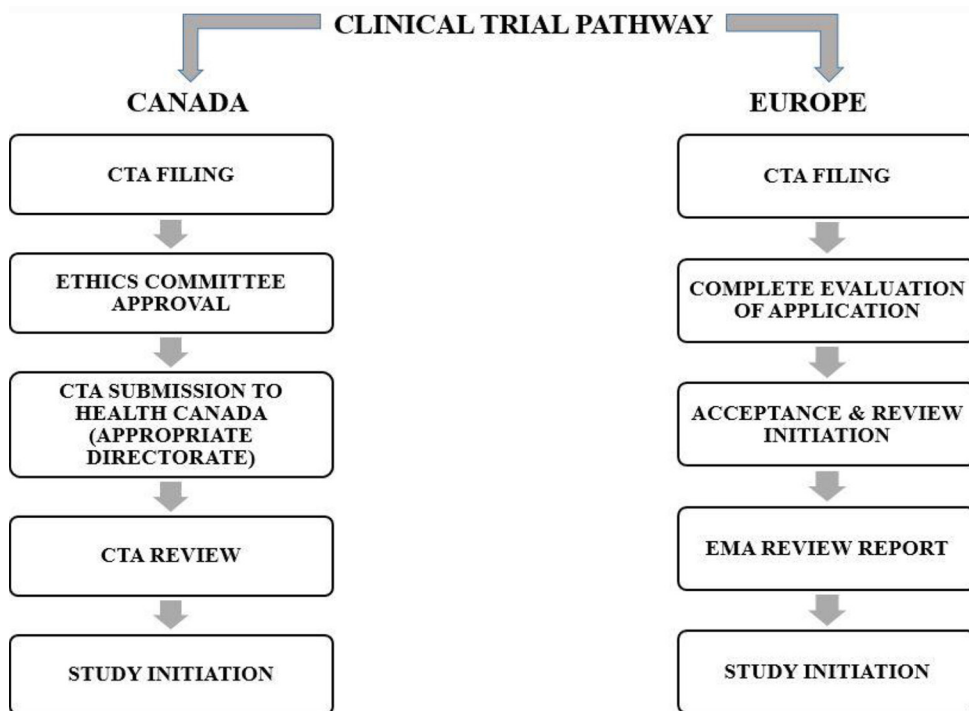 CLINICAL TRIAL PATHWAY
CANADA
CTA FILING
ETHICS COMMITTEE
APPROVAL
CTA SUBMISSION TO
HEALTH CANADA
(APPROPRIATE
DIRECTORATE)
CTA REVIEW
STUDY INITIATION
EUROPE
CTA FILING
COMPLETE EVALUATION
OF APPLICATION
ACCEPTANCE & REVIEW
INITIATION
EMA REVIEW REPORT
STUDY INITIATION